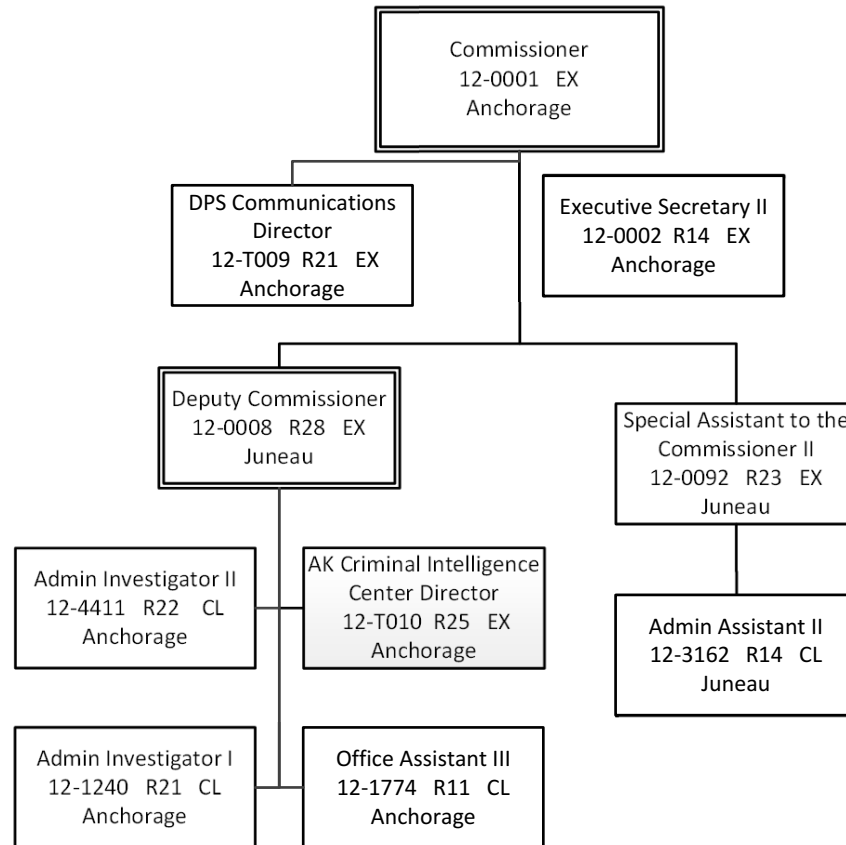 Commissioner
12-0001 EX
Anchorage
DPS Communications
Director
12-T009 R21 EX
Anchorage
Executive Secretary II
12-0002 R14 EX
Anchorage
Deputy Commissioner
12-0008 R28 EX
Juneau
Special Assistant to the
Commissioner II
12-0092 R23 EX
Juneau
Admin Investigator II
12-4411 R22 CL
Anchorage
AK Criminal Intelligence
Center Director
12-T010 R25 EX
Anchorage
Admin Assistant II
12-3162 R14 CL
Juneau
Admin Investigator I
12-1240 R21 CL
Anchorage
Office Assistant III
12-1774 R11 CL
Anchorage